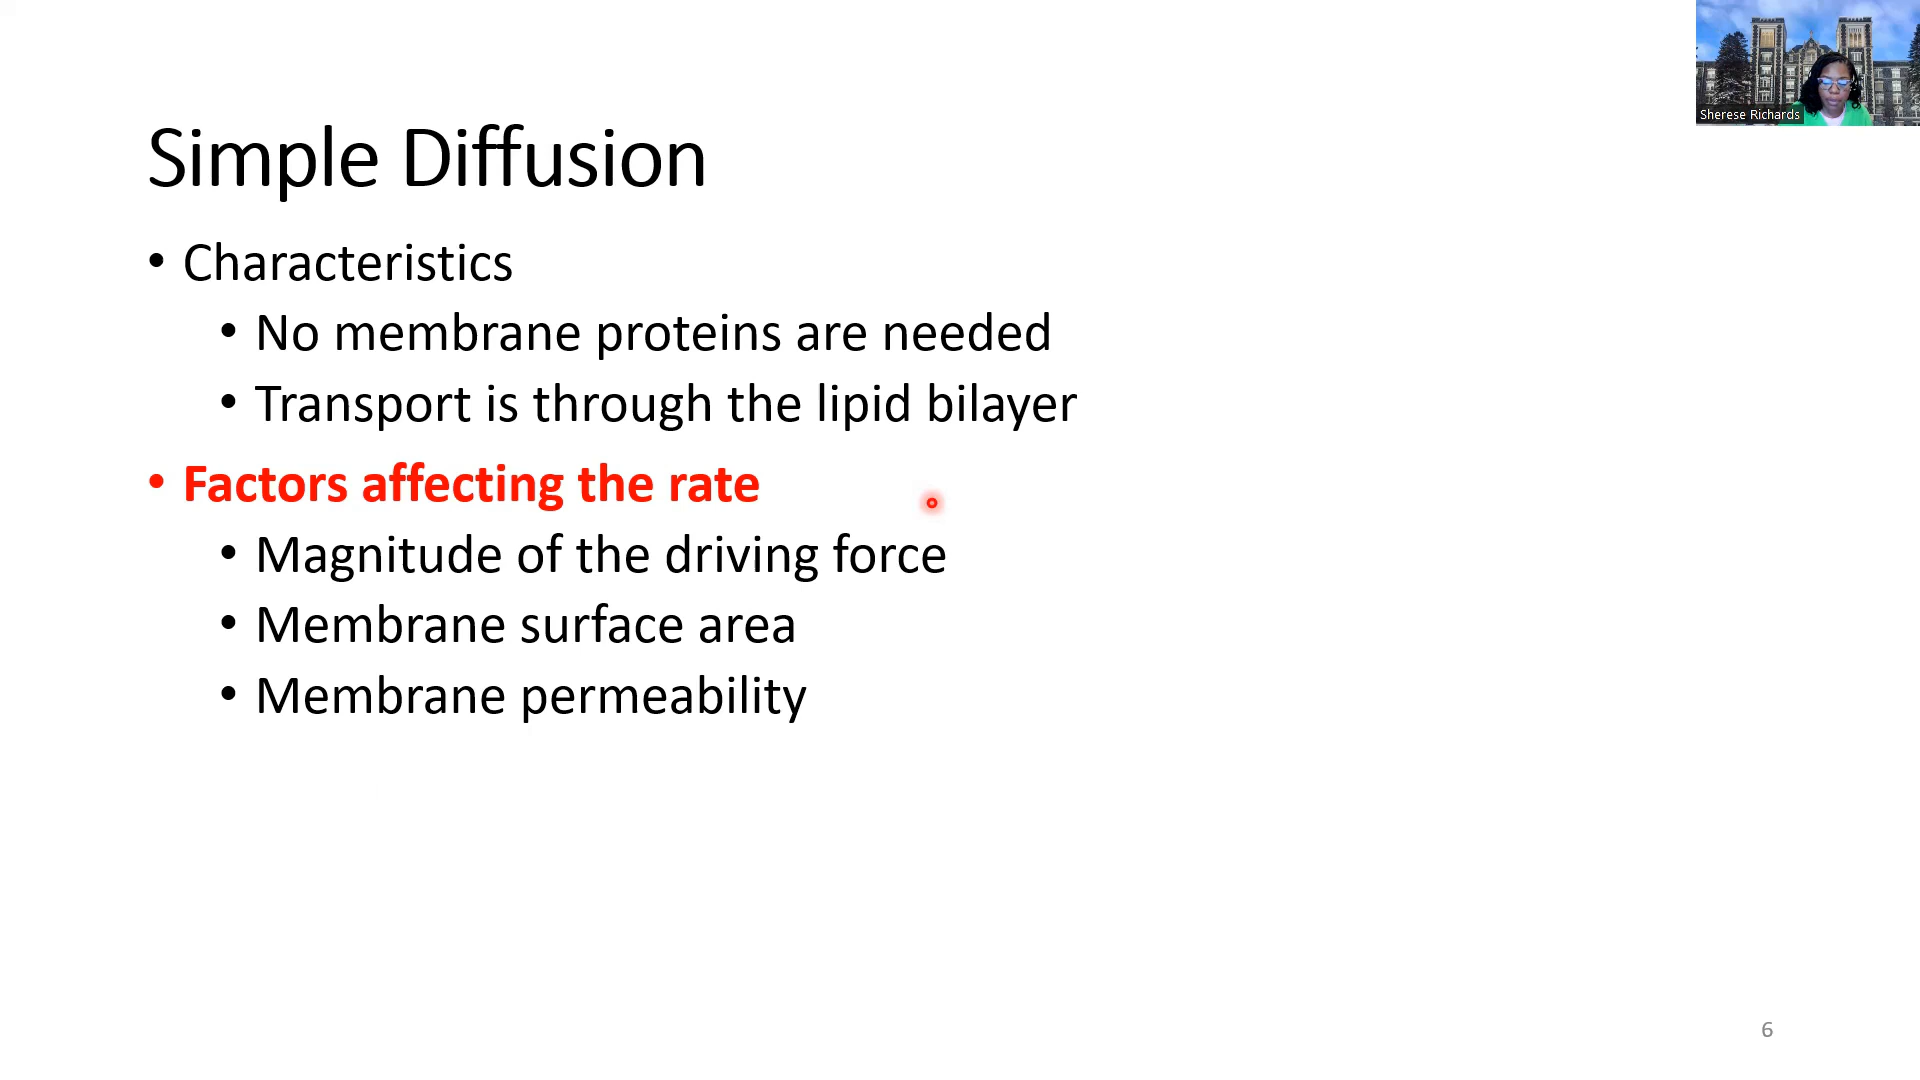 Sherese Richards
Simple Diffusion
• Characteristics
• No membrane proteins are needed
• Transport is through the lipid bilayer
• Factors affecting the rate
• Magnitude of the driving force
• Membrane surface area
• Membrane permeability
6